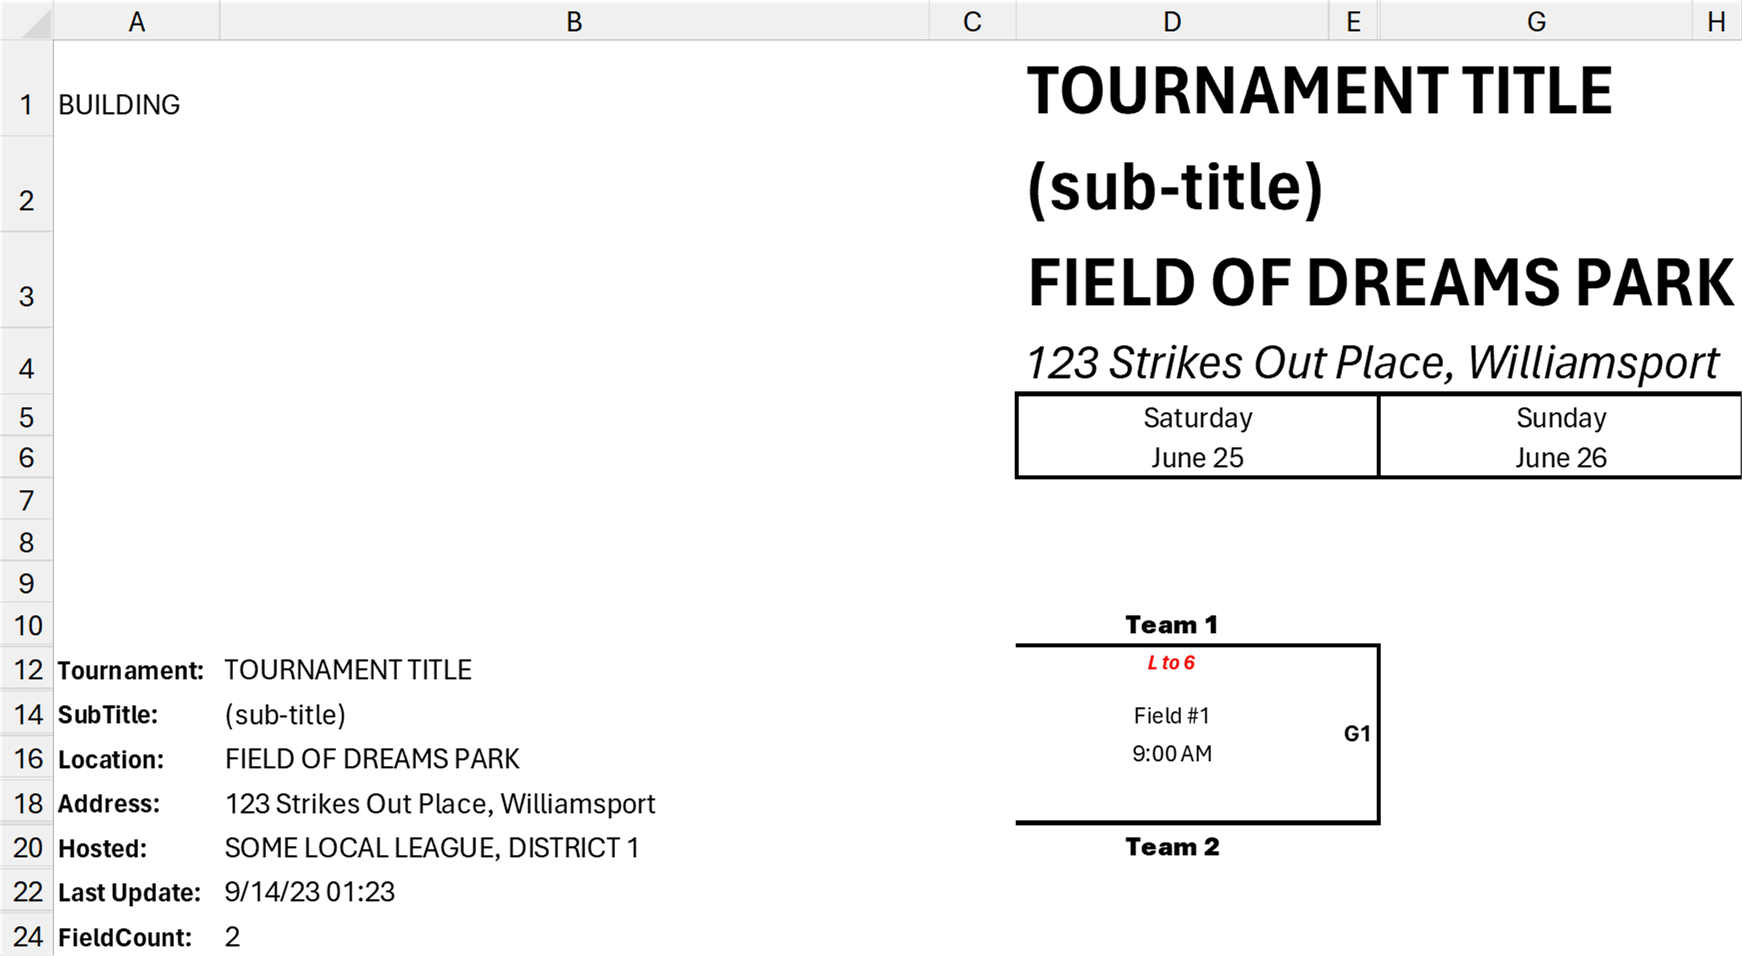 A B C D E G H
1 BUILDING TOURNAMENT TITLE
2 (sub-title)
3 FIELD OF DREAMS PARK
4 123 Strikes Out Place, Williamsport
5 Saturday Sunday
6 June 25 June 26
7
8
9
10 Team 1
12 Tournament: TOURNAMENT TITLE L to 6
14 SubTitle: (sub-title) Field #1
G1
16 Location: FIELD OF DREAMS PARK 9:00 AM
18 Address: 123 Strikes Out Place, Williamsport
20 Hosted: SOME LOCAL LEAGUE, DISTRICT 1 Team 2
22 Last Update: 9/14/23 01:23
24 FieldCount: 2